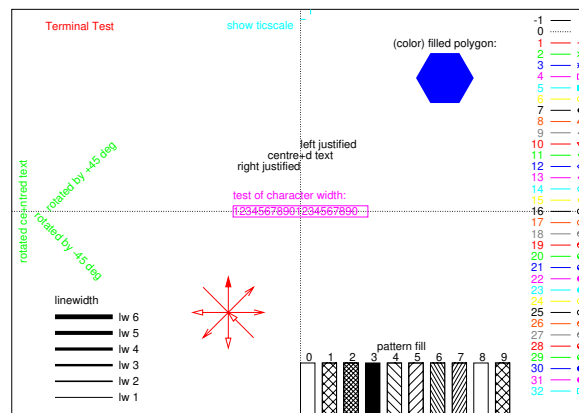 Terminal Test
show ticscale
(color) filled polygon:
left justified
centre+d text
right justified
test of character width:
12345678901234567890
rotated ce+ntred text
rotated by +45 deg
rotated by -45 deg
linewidth
lw 6
lw 5
lw 4
lw 3
lw 2
lw 1
pattern fill
0 1 2 3 4 5 6 7 8 9
-1
0
1
2
3
4
5
6
7
8
9
10
11
12
13
14
15
16
17
18
19
20
21
22
23
24
25
26
27
28
29
30
31
32